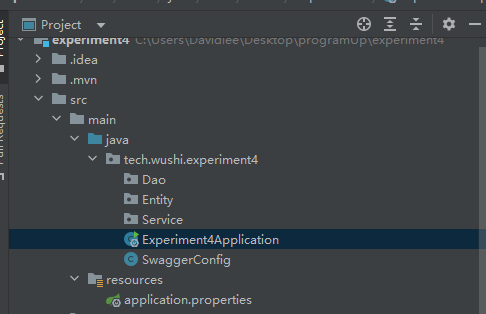 Project
experiment4 C:\Users\Davidlee\Desktop\programUp\experiment4
.idea
.mvn
src
main
java
tech.wushi.experiment4
Dao
Entity
Service
Experiment4Application
SwaggerConfig
resources
application.properties
Project
Pull Requests